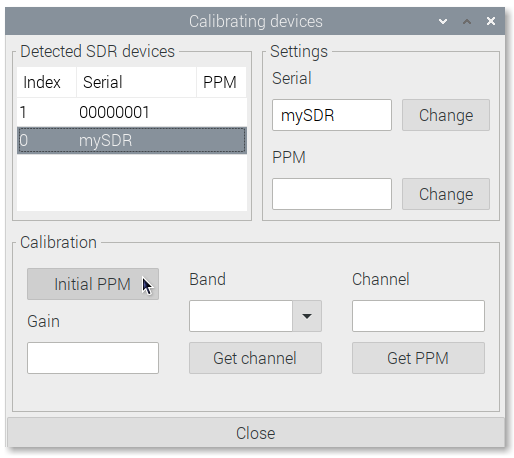 Calibrating devices
Detected SDR devices
Index Serial PPM
1 00000001
0 mySDR
Settings
Serial
mySDR Change
PPM
Change
Calibration
Initial PPM
Gain
Band
Get channel
Channel
Get PPM
Close